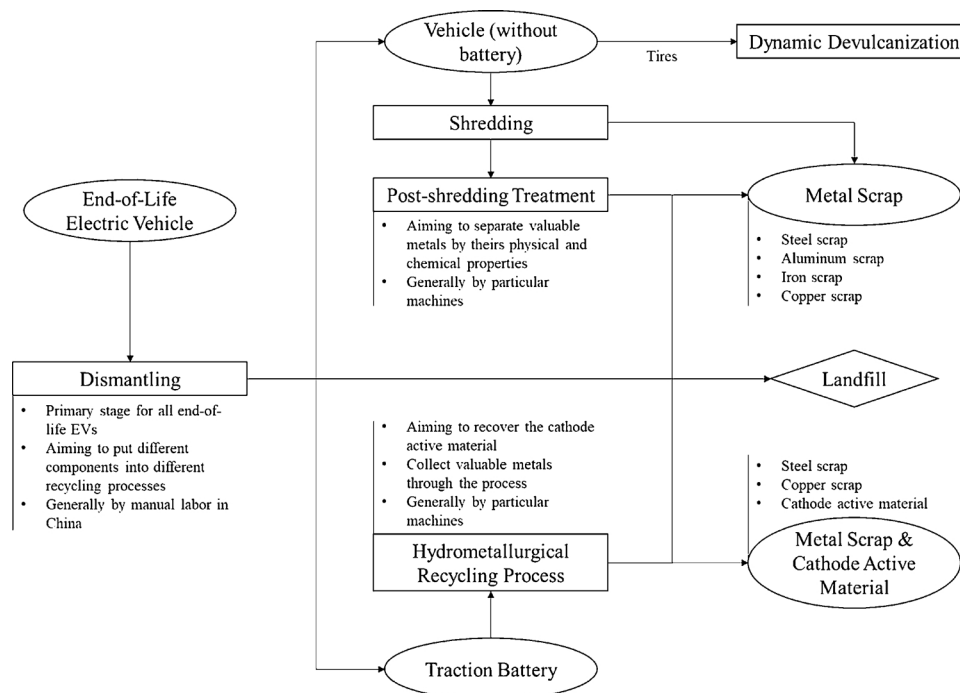 Vehicle (without
battery)
Tires
Dynamic Devulcanization
Shredding
Post-shredding Treatment
• Aiming to separate valuable
metals by theirs physical and
chemical properties
• Generally by particular
machines
Metal Scrap
• Steel scrap
• Aluminum scrap
• Iron scrap
• Copper scrap
End-of-Life
Electric Vehicle
Dismantling
• Primary stage for all end-of-
life EVs
• Aiming to put different
components into different
recycling processes
• Generally by manual labor in
China
Landfill
• Aiming to recover the cathode
active material
• Collect valuable metals
through the process
• Generally by particular
machines
Hydrometallurgical
Recycling Process
• Steel scrap
• Copper scrap
• Cathode active material
Metal Scrap &
Cathode Active
Material
Traction Battery